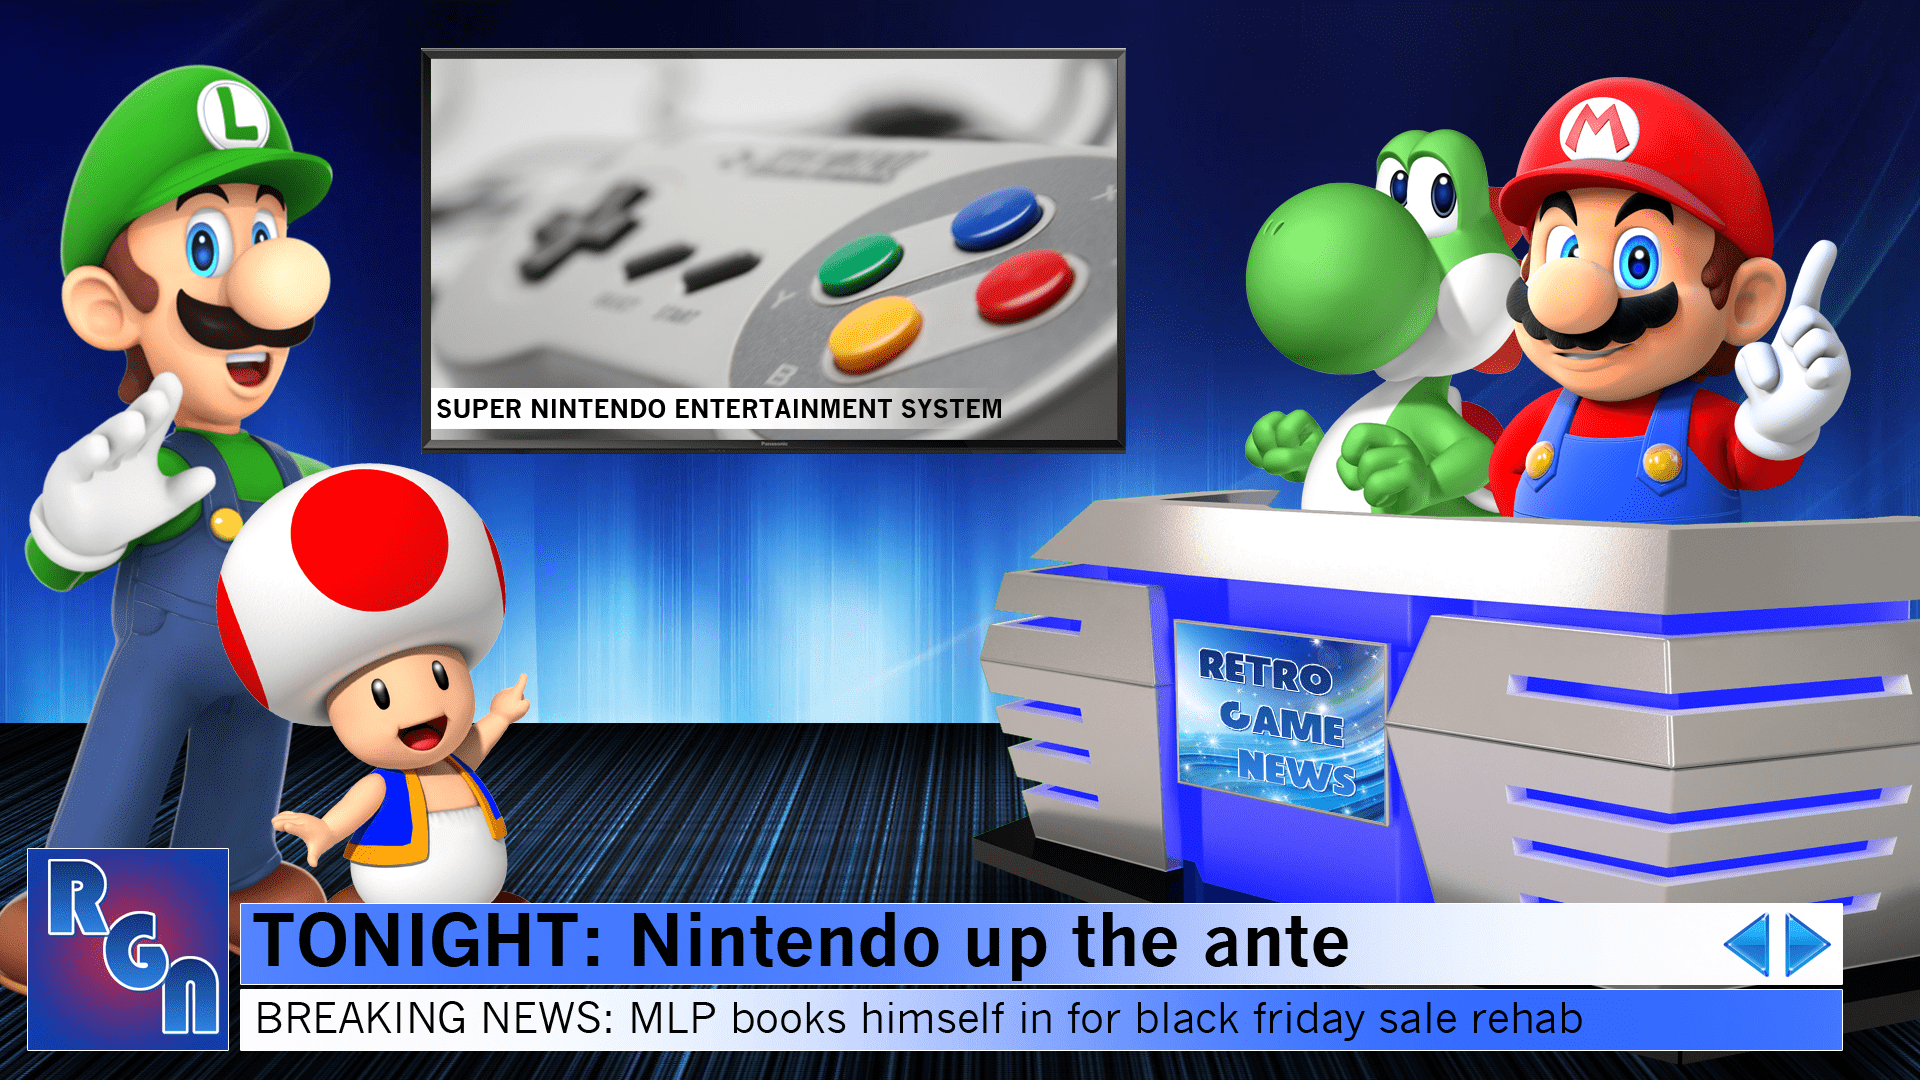 L
M
X
Y
B
SUPER NINTENDO ENTERTAINMENT SYSTEM
Panasonic
RETRO
GAME
NEWS
RGN
TONIGHT: Nintendo up the ante
BREAKING NEWS: MLP books himself in for black friday sale rehab